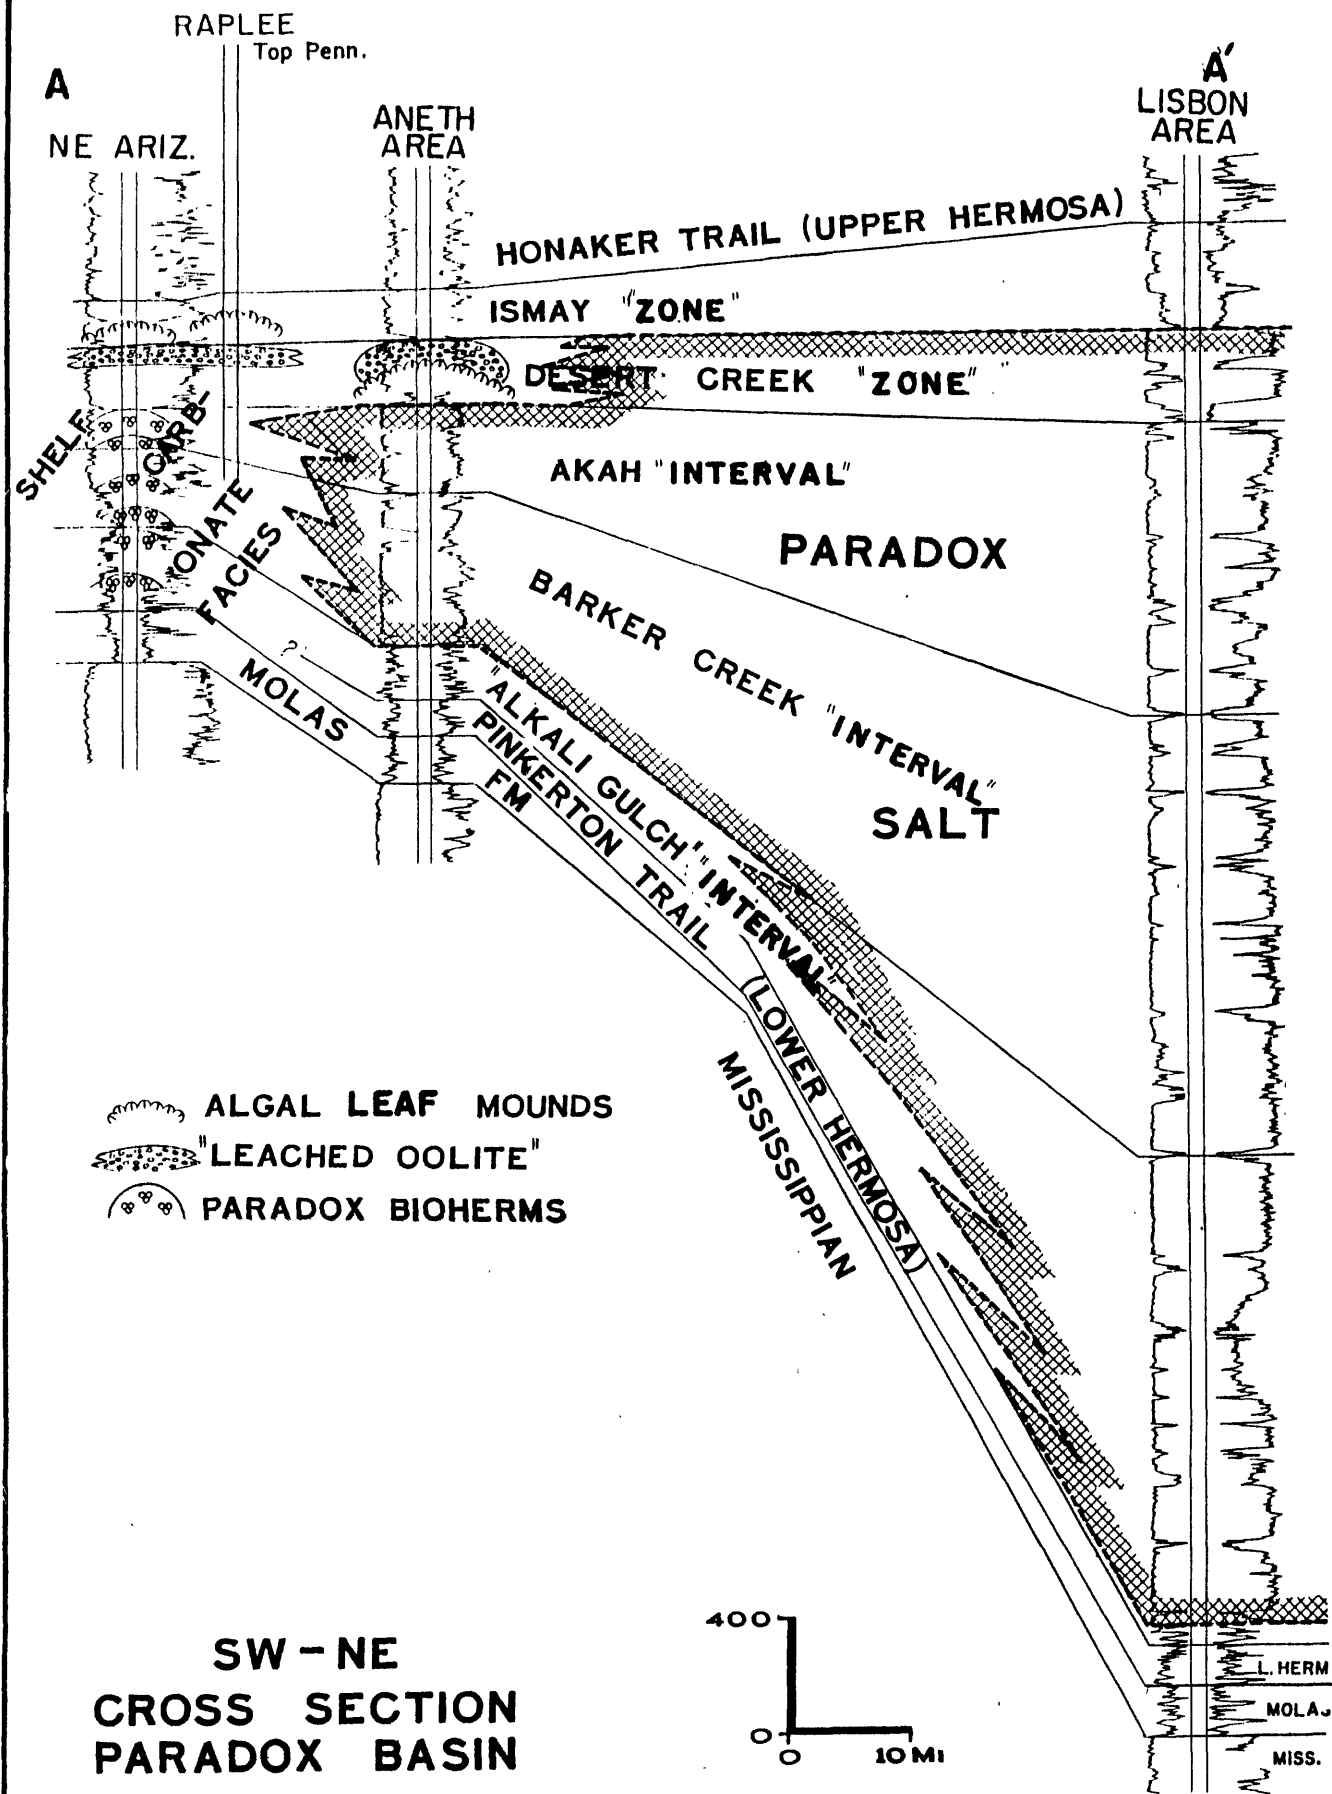 RAPLEE
Top Penn.
A
A'
NE ARIZ.
ANETH
AREA
LISBON
AREA
HONAKER TRAIL (UPPER HERMOSA)
ISMAY "ZONE"
DESERT CREEK "ZONE"
SHELF CARB-
ONATE
FACIES
AKAH "INTERVAL"
PARADOX
BARKER CREEK "INTERVAL"
SALT
?
MOLAS
FM
"ALKALI GULCH" "INTERVAL"
PINKERTON TRAIL
(LOWER HERMOSA)
MISSISSIPPIAN
ALGAL LEAF MOUNDS
"LEACHED OOLITE"
PARADOX BIOHERMS
SW-NE
CROSS SECTION
PARADOX BASIN
400
0
0
10 MI
L. HERM
MOLAS
MISS.